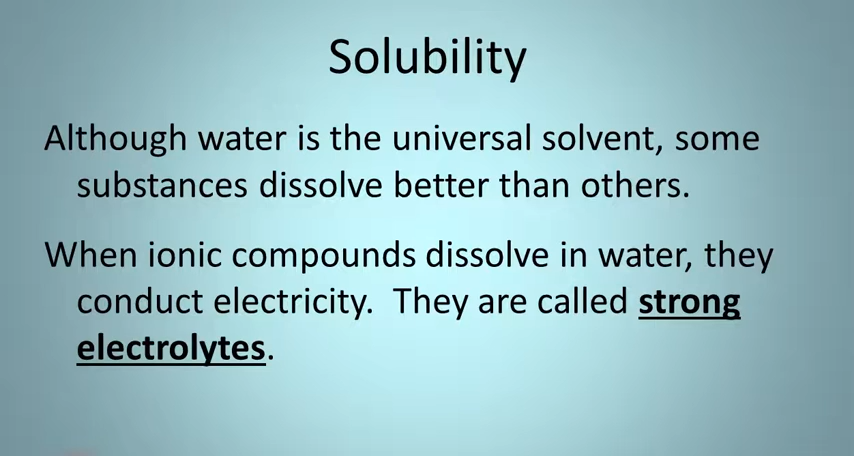 Solubility
Although water is the universal solvent, some
substances dissolve better than others.
When ionic compounds dissolve in water, they
conduct electricity.  They are called strong
electrolytes.